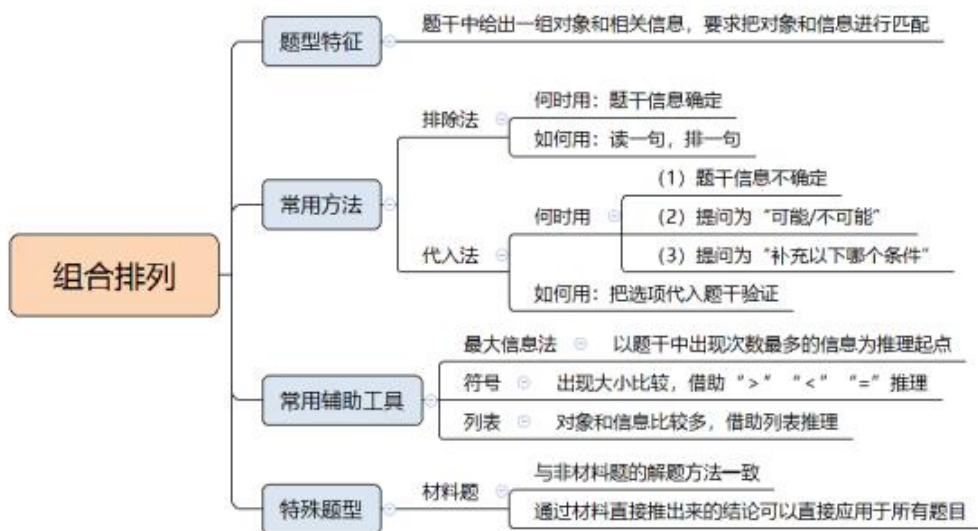 组合排列
题型特征
题干中给出一组对象和相关信息，要求把对象和信息进行匹配
常用方法
排除法
何时用：题干信息确定
如何用：读一句，排一句
代入法
何时用
（1）题干信息不确定
（2）提问为“可能/不可能”
（3）提问为“补充以下哪个条件”
如何用：把选项代入题干验证
常用辅助工具
最大信息法
以题干中出现次数最多的信息为推理起点
符号
出现大小比较，借助“>”“<”“=”推理
列表
对象和信息比较多，借助列表推理
特殊题型
材料题
与非材料题的解题方法一致
通过材料直接推出来的结论可以直接应用于所有题目